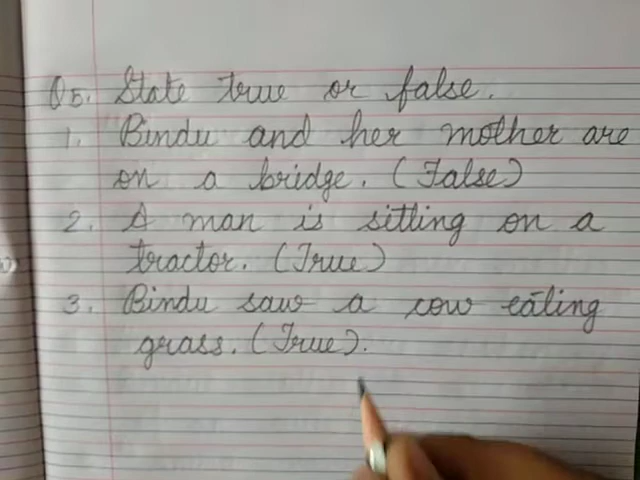 Q5. State true or false.
1. Bindu and her mother are
on a bridge. (False)
2. A man is sitting on a
tractor. (True)
3. Bindu saw a cow eating
grass. (True).